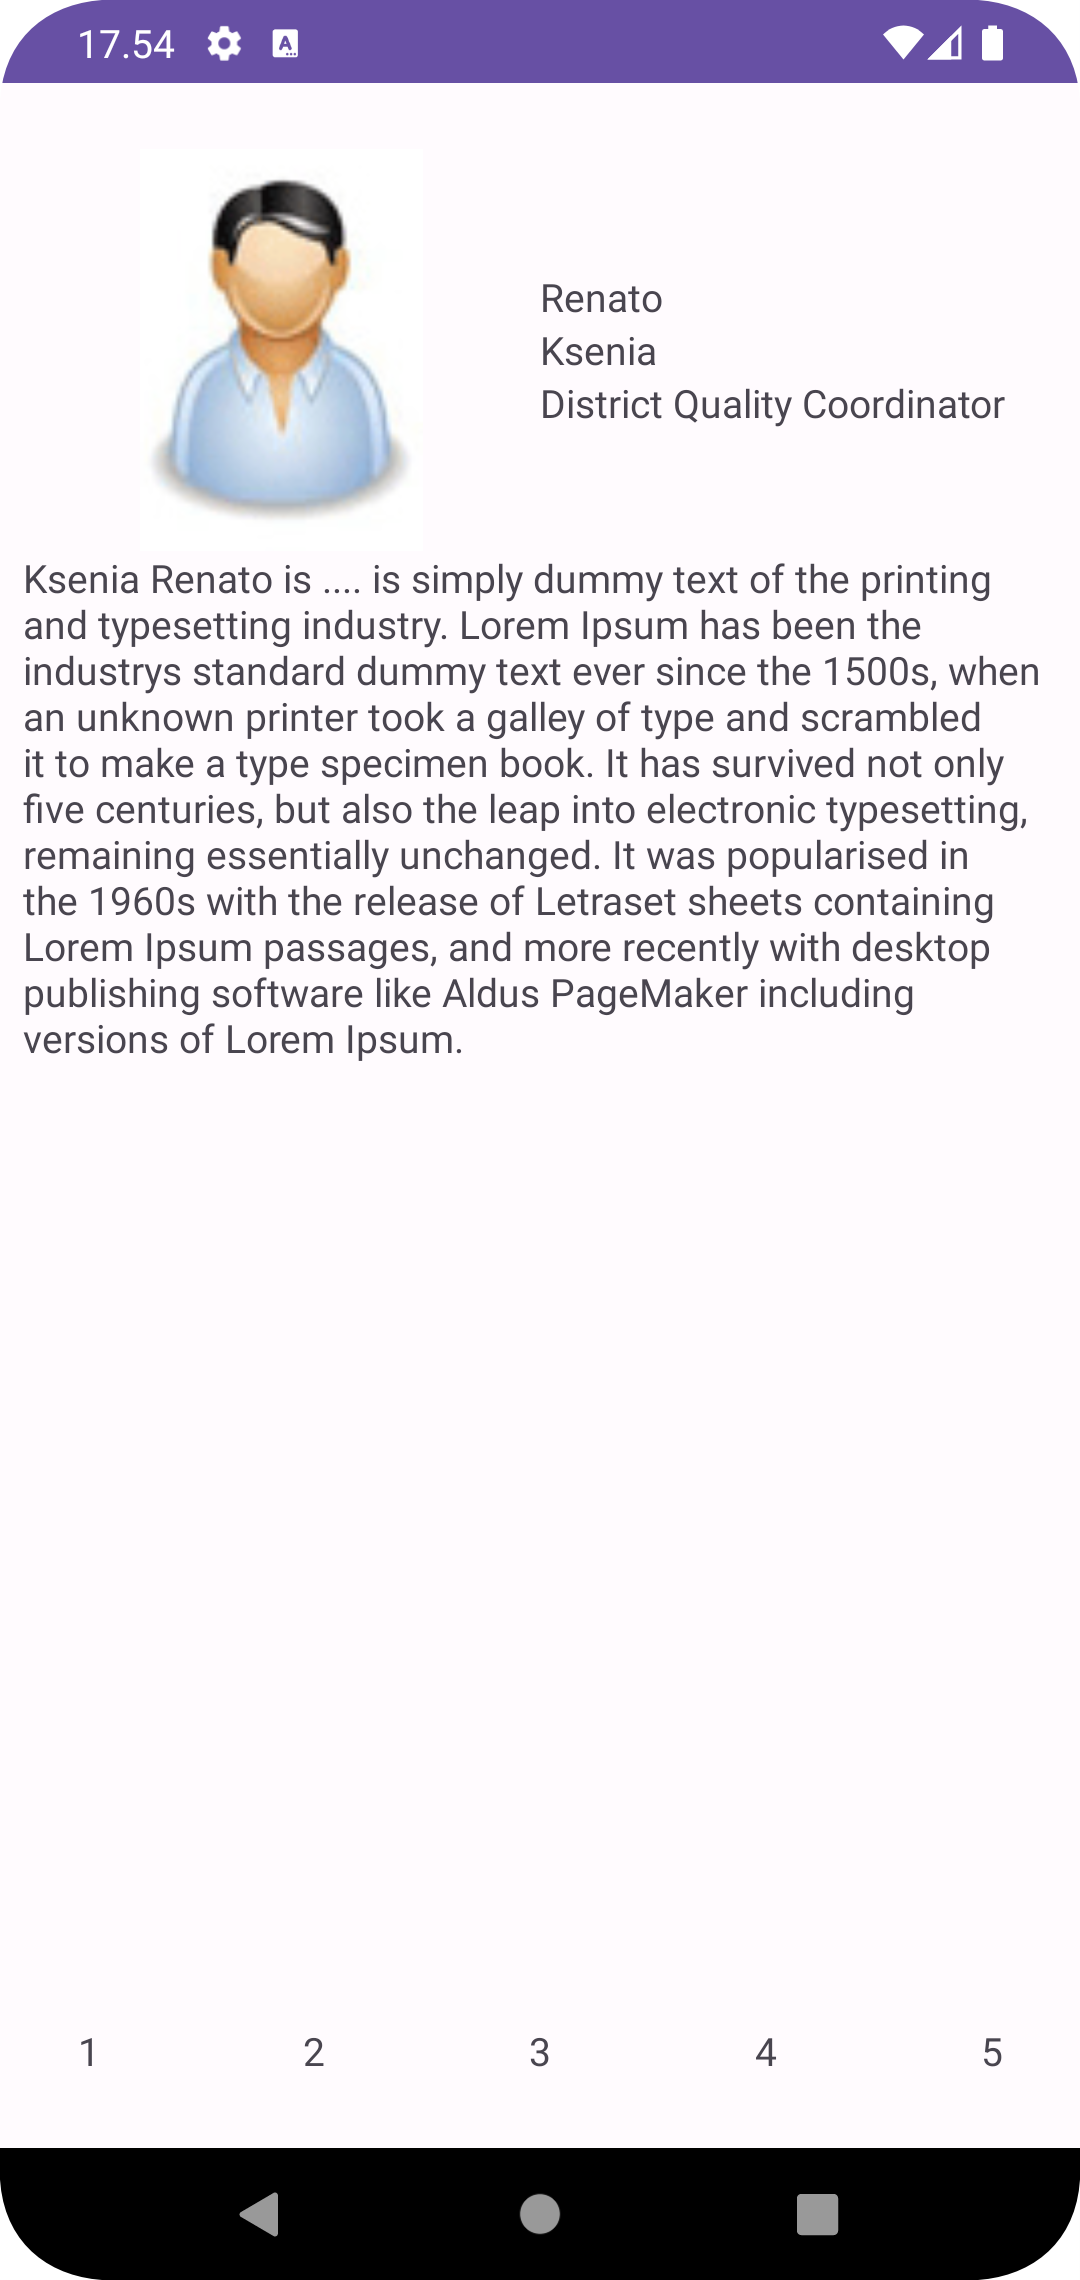 17.54
Renato
Ksenia
District Quality Coordinator
Ksenia Renato is .... is simply dummy text of the printing
and typesetting industry. Lorem Ipsum has been the
industrys standard dummy text ever since the 1500s, when
an unknown printer took a galley of type and scrambled
it to make a type specimen book. It has survived not only
five centuries, but also the leap into electronic typesetting,
remaining essentially unchanged. It was popularised in
the 1960s with the release of Letraset sheets containing
Lorem Ipsum passages, and more recently with desktop
publishing software like Aldus PageMaker including
versions of Lorem Ipsum.
1 2 3 4 5